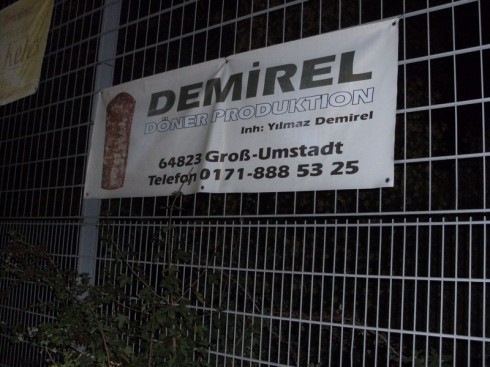 DEMİREL
DÖNER PRODUKTION
Inh: Yılmaz Demirel
64823 Groß-Umstadt
Telefon 0171-888 53 25